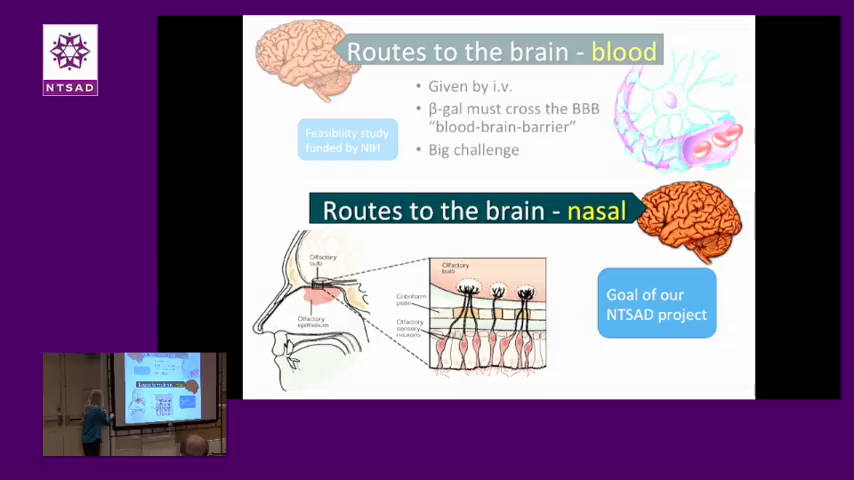 NTSAD
Routes to the brain - blood
• Given by i.v.
• β-gal must cross the BBB
"blood-brain-barrier"
• Big challenge
Feasibility study
funded by NIH
Routes to the brain - nasal
Olfactory
bulb
Olfactory
epithelium
Olfactory
bulb
Cribriform
plate
Olfactory
sensory
neurons
Goal of our
NTSAD project